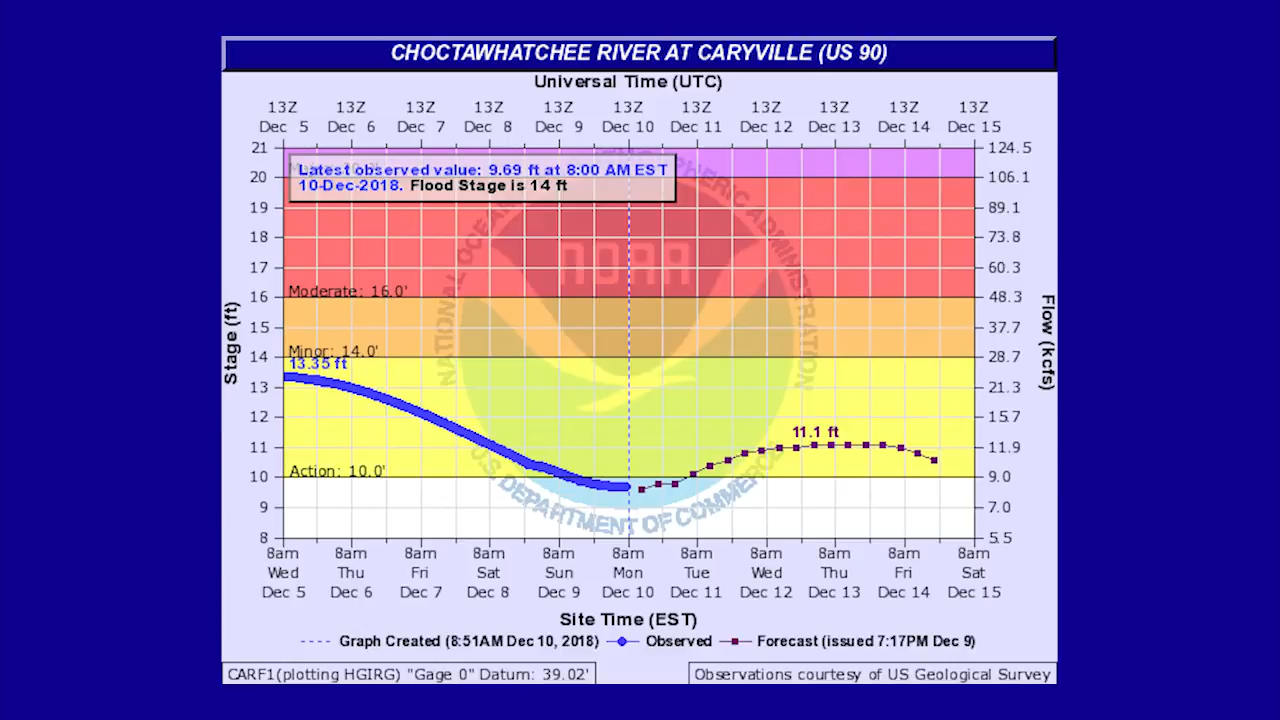 CHOCTAWHATCHEE RIVER AT CARYVILLE (US 90)
Universal Time (UTC)
13Z 13Z 13Z 13Z 13Z 13Z 13Z 13Z 13Z 13Z 13Z
Dec 5 Dec 6 Dec 7 Dec 8 Dec 9 Dec 10 Dec 11 Dec 12 Dec 13 Dec 14 Dec 15
21 124.5
Latest observed value: 9.69 ft at 8:00 AM EST
10-Dec-2018. Flood Stage is 14 ft
20 106.1
19 89.1
18 73.8
17 60.3
Moderate: 16.0'
16 48.3
15 37.7
Minor: 14.0'
14 28.7
13.35 ft
13 21.3
12 15.7
11.1 ft
11 11.9
Action: 10.0'
10 9.0
9 7.0
8 5.5
Stage (ft)
Flow (kcfs)
NATIONAL OCEANIC AND ATMOSPHERIC ADMINISTRATION
NOAA
U.S. DEPARTMENT OF COMMERCE
8am 8am 8am 8am 8am 8am 8am 8am 8am 8am 8am
Wed Thu Fri Sat Sun Mon Tue Wed Thu Fri Sat
Dec 5 Dec 6 Dec 7 Dec 8 Dec 9 Dec 10 Dec 11 Dec 12 Dec 13 Dec 14 Dec 15
Site Time (EST)
Graph Created (8:51AM Dec 10, 2018) Observed Forecast (issued 7:17PM Dec 9)
CARF1(plotting HGIRG) "Gage 0" Datum: 39.02'
Observations courtesy of US Geological Survey